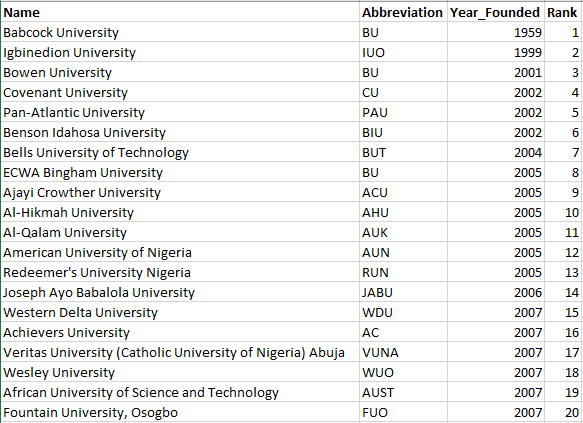 Name Abbreviation Year_Founded Rank
Babcock University BU 1959 1
Igbinedion University IUO 1999 2
Bowen University BU 2001 3
Covenant University CU 2002 4
Pan-Atlantic University PAU 2002 5
Benson Idahosa University BIU 2002 6
Bells University of Technology BUT 2004 7
ECWA Bingham University BU 2005 8
Ajayi Crowther University ACU 2005 9
Al-Hikmah University AHU 2005 10
Al-Qalam University AUK 2005 11
American University of Nigeria AUN 2005 12
Redeemer's University Nigeria RUN 2005 13
Joseph Ayo Babalola University JABU 2006 14
Western Delta University WDU 2007 15
Achievers University AC 2007 16
Veritas University (Catholic University of Nigeria) Abuja VUNA 2007 17
Wesley University WUO 2007 18
African University of Science and Technology AUST 2007 19
Fountain University, Osogbo FUO 2007 20